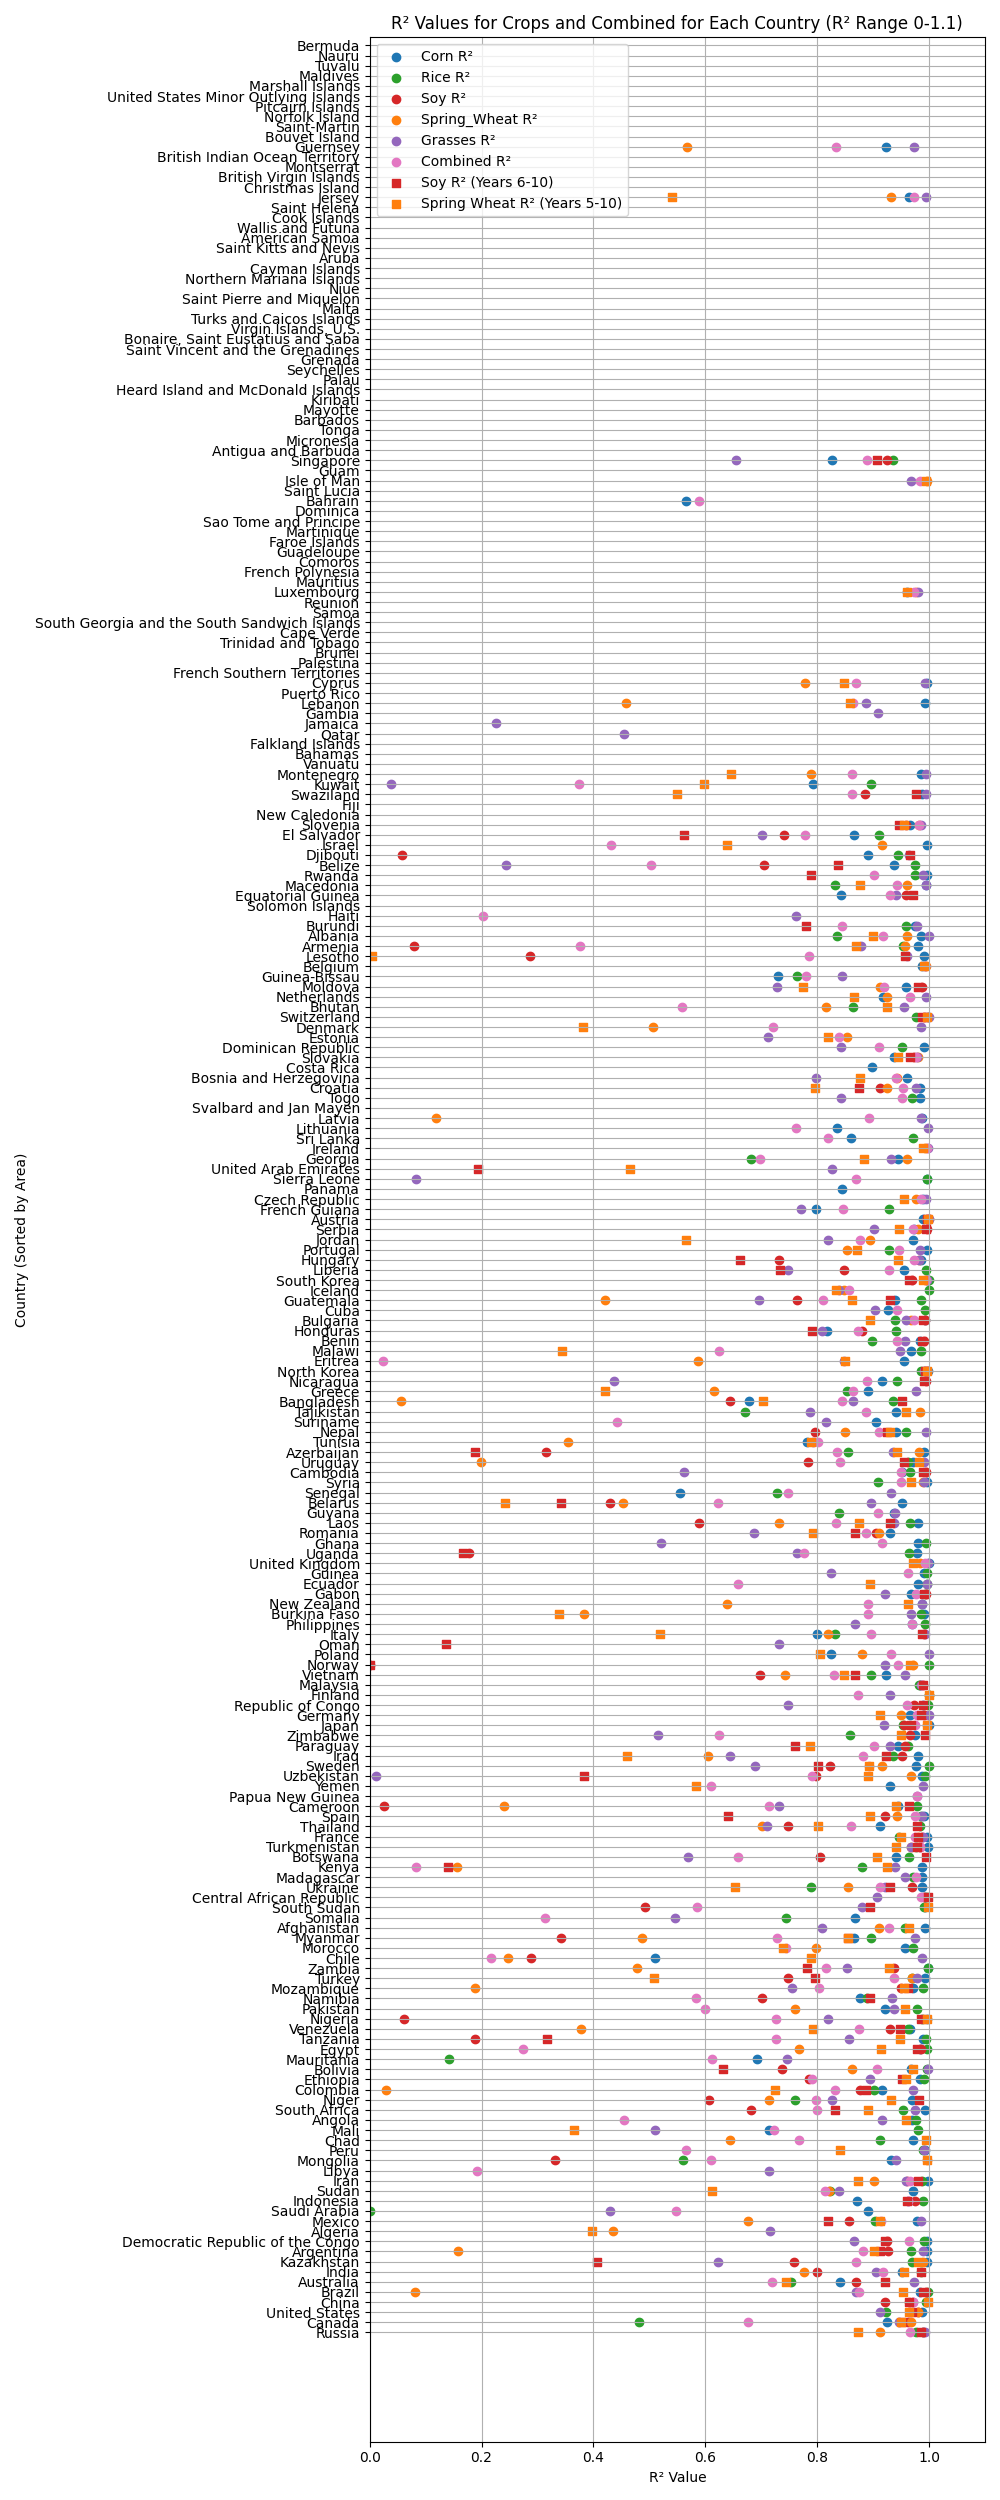 R² Values for Crops and Combined for Each Country (R² Range 0-1.1)
Corn R²
Rice R²
Soy R²
Spring_Wheat R²
Grasses R²
Combined R²
Soy R² (Years 6-10)
Spring Wheat R² (Years 5-10)
Country (Sorted by Area)
Bermuda
Nauru
Tuvalu
Maldives
Marshall Islands
United States Minor Outlying Islands
Pitcairn Islands
Norfolk Island
Saint-Martin
Bouvet Island
Guernsey
British Indian Ocean Territory
Montserrat
British Virgin Islands
Christmas Island
Jersey
Saint Helena
Cook Islands
Wallis and Futuna
American Samoa
Saint Kitts and Nevis
Aruba
Cayman Islands
Northern Mariana Islands
Niue
Saint Pierre and Miquelon
Malta
Turks and Caicos Islands
Virgin Islands, U.S.
Bonaire, Saint Eustatius and Saba
Saint Vincent and the Grenadines
Grenada
Seychelles
Palau
Heard Island and McDonald Islands
Kiribati
Mayotte
Barbados
Tonga
Micronesia
Antigua and Barbuda
Singapore
Guam
Isle of Man
Saint Lucia
Bahrain
Dominica
Sao Tome and Principe
Martinique
Faroe Islands
Guadeloupe
Comoros
French Polynesia
Mauritius
Luxembourg
Reunion
Samoa
South Georgia and the South Sandwich Islands
Cape Verde
Trinidad and Tobago
Brunei
Palestina
French Southern Territories
Cyprus
Puerto Rico
Lebanon
Gambia
Jamaica
Qatar
Falkland Islands
Bahamas
Vanuatu
Montenegro
Kuwait
Swaziland
Fiji
New Caledonia
Slovenia
El Salvador
Israel
Djibouti
Belize
Rwanda
Macedonia
Equatorial Guinea
Solomon Islands
Haiti
Burundi
Albania
Armenia
Lesotho
Belgium
Guinea-Bissau
Moldova
Netherlands
Bhutan
Switzerland
Denmark
Estonia
Dominican Republic
Slovakia
Costa Rica
Bosnia and Herzegovina
Croatia
Togo
Svalbard and Jan Mayen
Latvia
Lithuania
Sri Lanka
Ireland
Georgia
United Arab Emirates
Sierra Leone
Panama
Czech Republic
French Guiana
Austria
Serbia
Jordan
Portugal
Hungary
Liberia
South Korea
Iceland
Guatemala
Cuba
Bulgaria
Honduras
Benin
Malawi
Eritrea
North Korea
Nicaragua
Greece
Bangladesh
Tajikistan
Suriname
Nepal
Tunisia
Azerbaijan
Uruguay
Cambodia
Syria
Senegal
Belarus
Guyana
Laos
Romania
Ghana
Uganda
United Kingdom
Guinea
Ecuador
Gabon
New Zealand
Burkina Faso
Philippines
Italy
Oman
Poland
Norway
Vietnam
Malaysia
Finland
Republic of Congo
Germany
Japan
Zimbabwe
Paraguay
Iraq
Sweden
Uzbekistan
Yemen
Papua New Guinea
Cameroon
Spain
Thailand
France
Turkmenistan
Botswana
Kenya
Madagascar
Ukraine
Central African Republic
South Sudan
Somalia
Afghanistan
Myanmar
Morocco
Chile
Zambia
Turkey
Mozambique
Namibia
Pakistan
Nigeria
Venezuela
Tanzania
Egypt
Mauritania
Bolivia
Ethiopia
Colombia
Niger
South Africa
Angola
Mali
Chad
Peru
Mongolia
Libya
Iran
Sudan
Indonesia
Saudi Arabia
Mexico
Algeria
Democratic Republic of the Congo
Argentina
Kazakhstan
India
Australia
Brazil
China
United States
Canada
Russia
0.0 0.2 0.4 0.6 0.8 1.0
R² Value